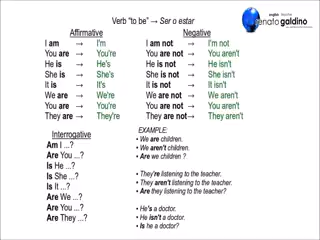 Verb "to be" → Ser o estar
renato galdino
Affirmative
I am → I'm
You are → You're
He is → He's
She is → She's
It is → It's
We are → We're
You are → You're
They are → They're
Negative
I am not → I'm not
You are not → You aren't
He is not → He isn't
She is not → She isn't
It is not → It isn't
We are not → We aren't
You are not → You aren't
They are not → They aren't
Interrogative
Am I ...?
Are You ...?
Is He ...?
Is She ...?
Is It ...?
Are We ...?
Are You ...?
Are They ...?
EXAMPLE:
• We are children.
• We aren't children.
• Are we children ?
• They're listening to the teacher.
• They aren't listening to the teacher.
• Are they listening to the teacher?
• He's a doctor.
• He isn't a doctor.
• Is he a doctor?